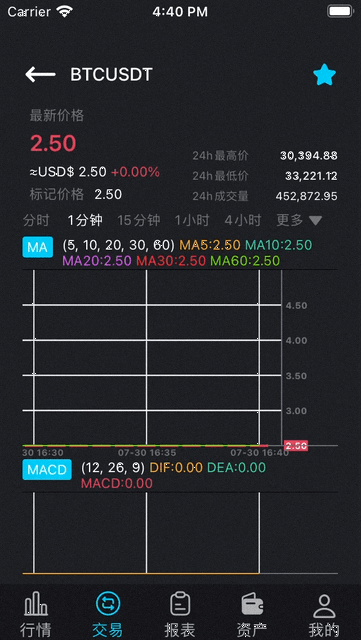 Carrier 4:40 PM
BTCUSDT
最新价格
2.50
≈USD$ 2.50 +0.00%
标记价格 2.50
24h最高价 30,394.88
24h最低价 33,221.12
24h成交量 452,872.95
分时 1分钟 15分钟 1小时 4小时 更多
MA (5, 10, 20, 30, 60) MA5:2.50 MA10:2.50
MA20:2.50 MA30:2.50 MA60:2.50
4.50
4.00
3.50
3.00
2.50
30 16:30 07-30 16:35 07-30 16:40
MACD (12, 26, 9) DIF:0.00 DEA:0.00
MACD:0.00
行情 交易 报表 资产 我的